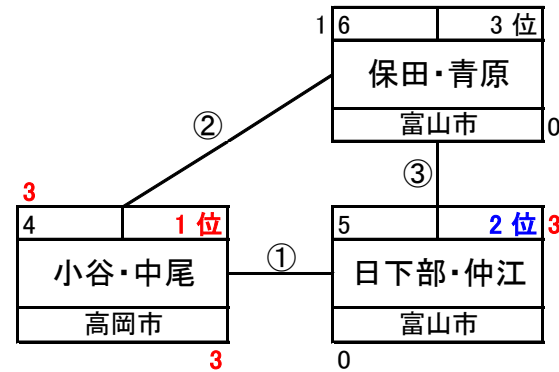 1 6 3 位
保田・青原
富山市 0
②
③
3
4 1 位
小谷・中尾
高岡市
3
①
5 2 位 3
日下部・仲江
富山市
0